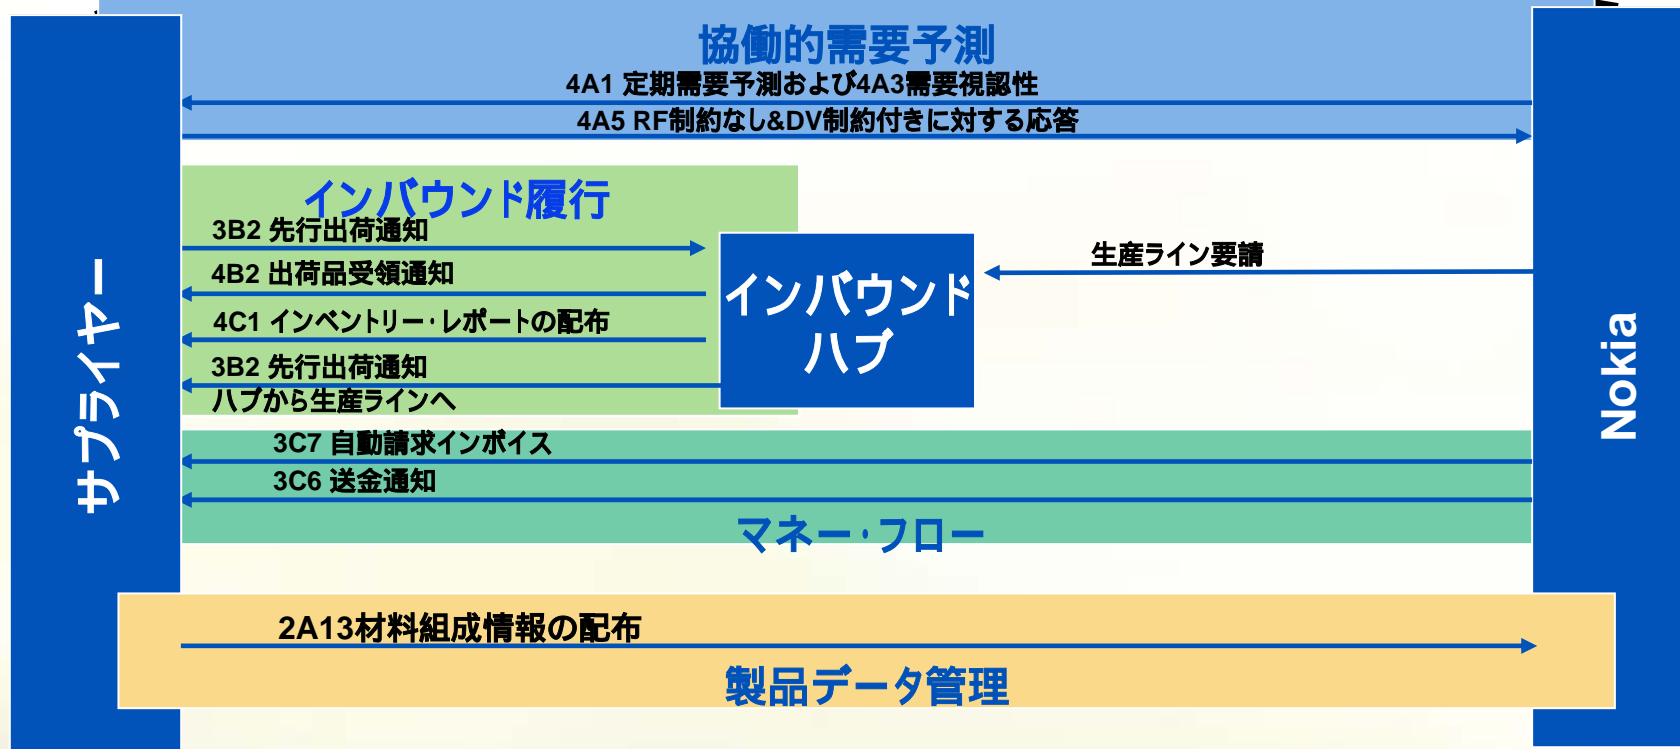 協働的需要予測
4A1 定期需要予測および4A3需要視認性
4A5 RF制約なし&DV制約付きに対する応答
インバウンド履行
3B2 先行出荷通知
4B2 出荷品受領通知
4C1 インベントリー・レポートの配布
3B2 先行出荷通知
ハブから生産ラインへ
インバウンド
ハブ
生産ライン要請
サプライヤー
Nokia
3C7 自動請求インボイス
3C6 送金通知
マネー・フロー
2A13材料組成情報の配布
製品データ管理